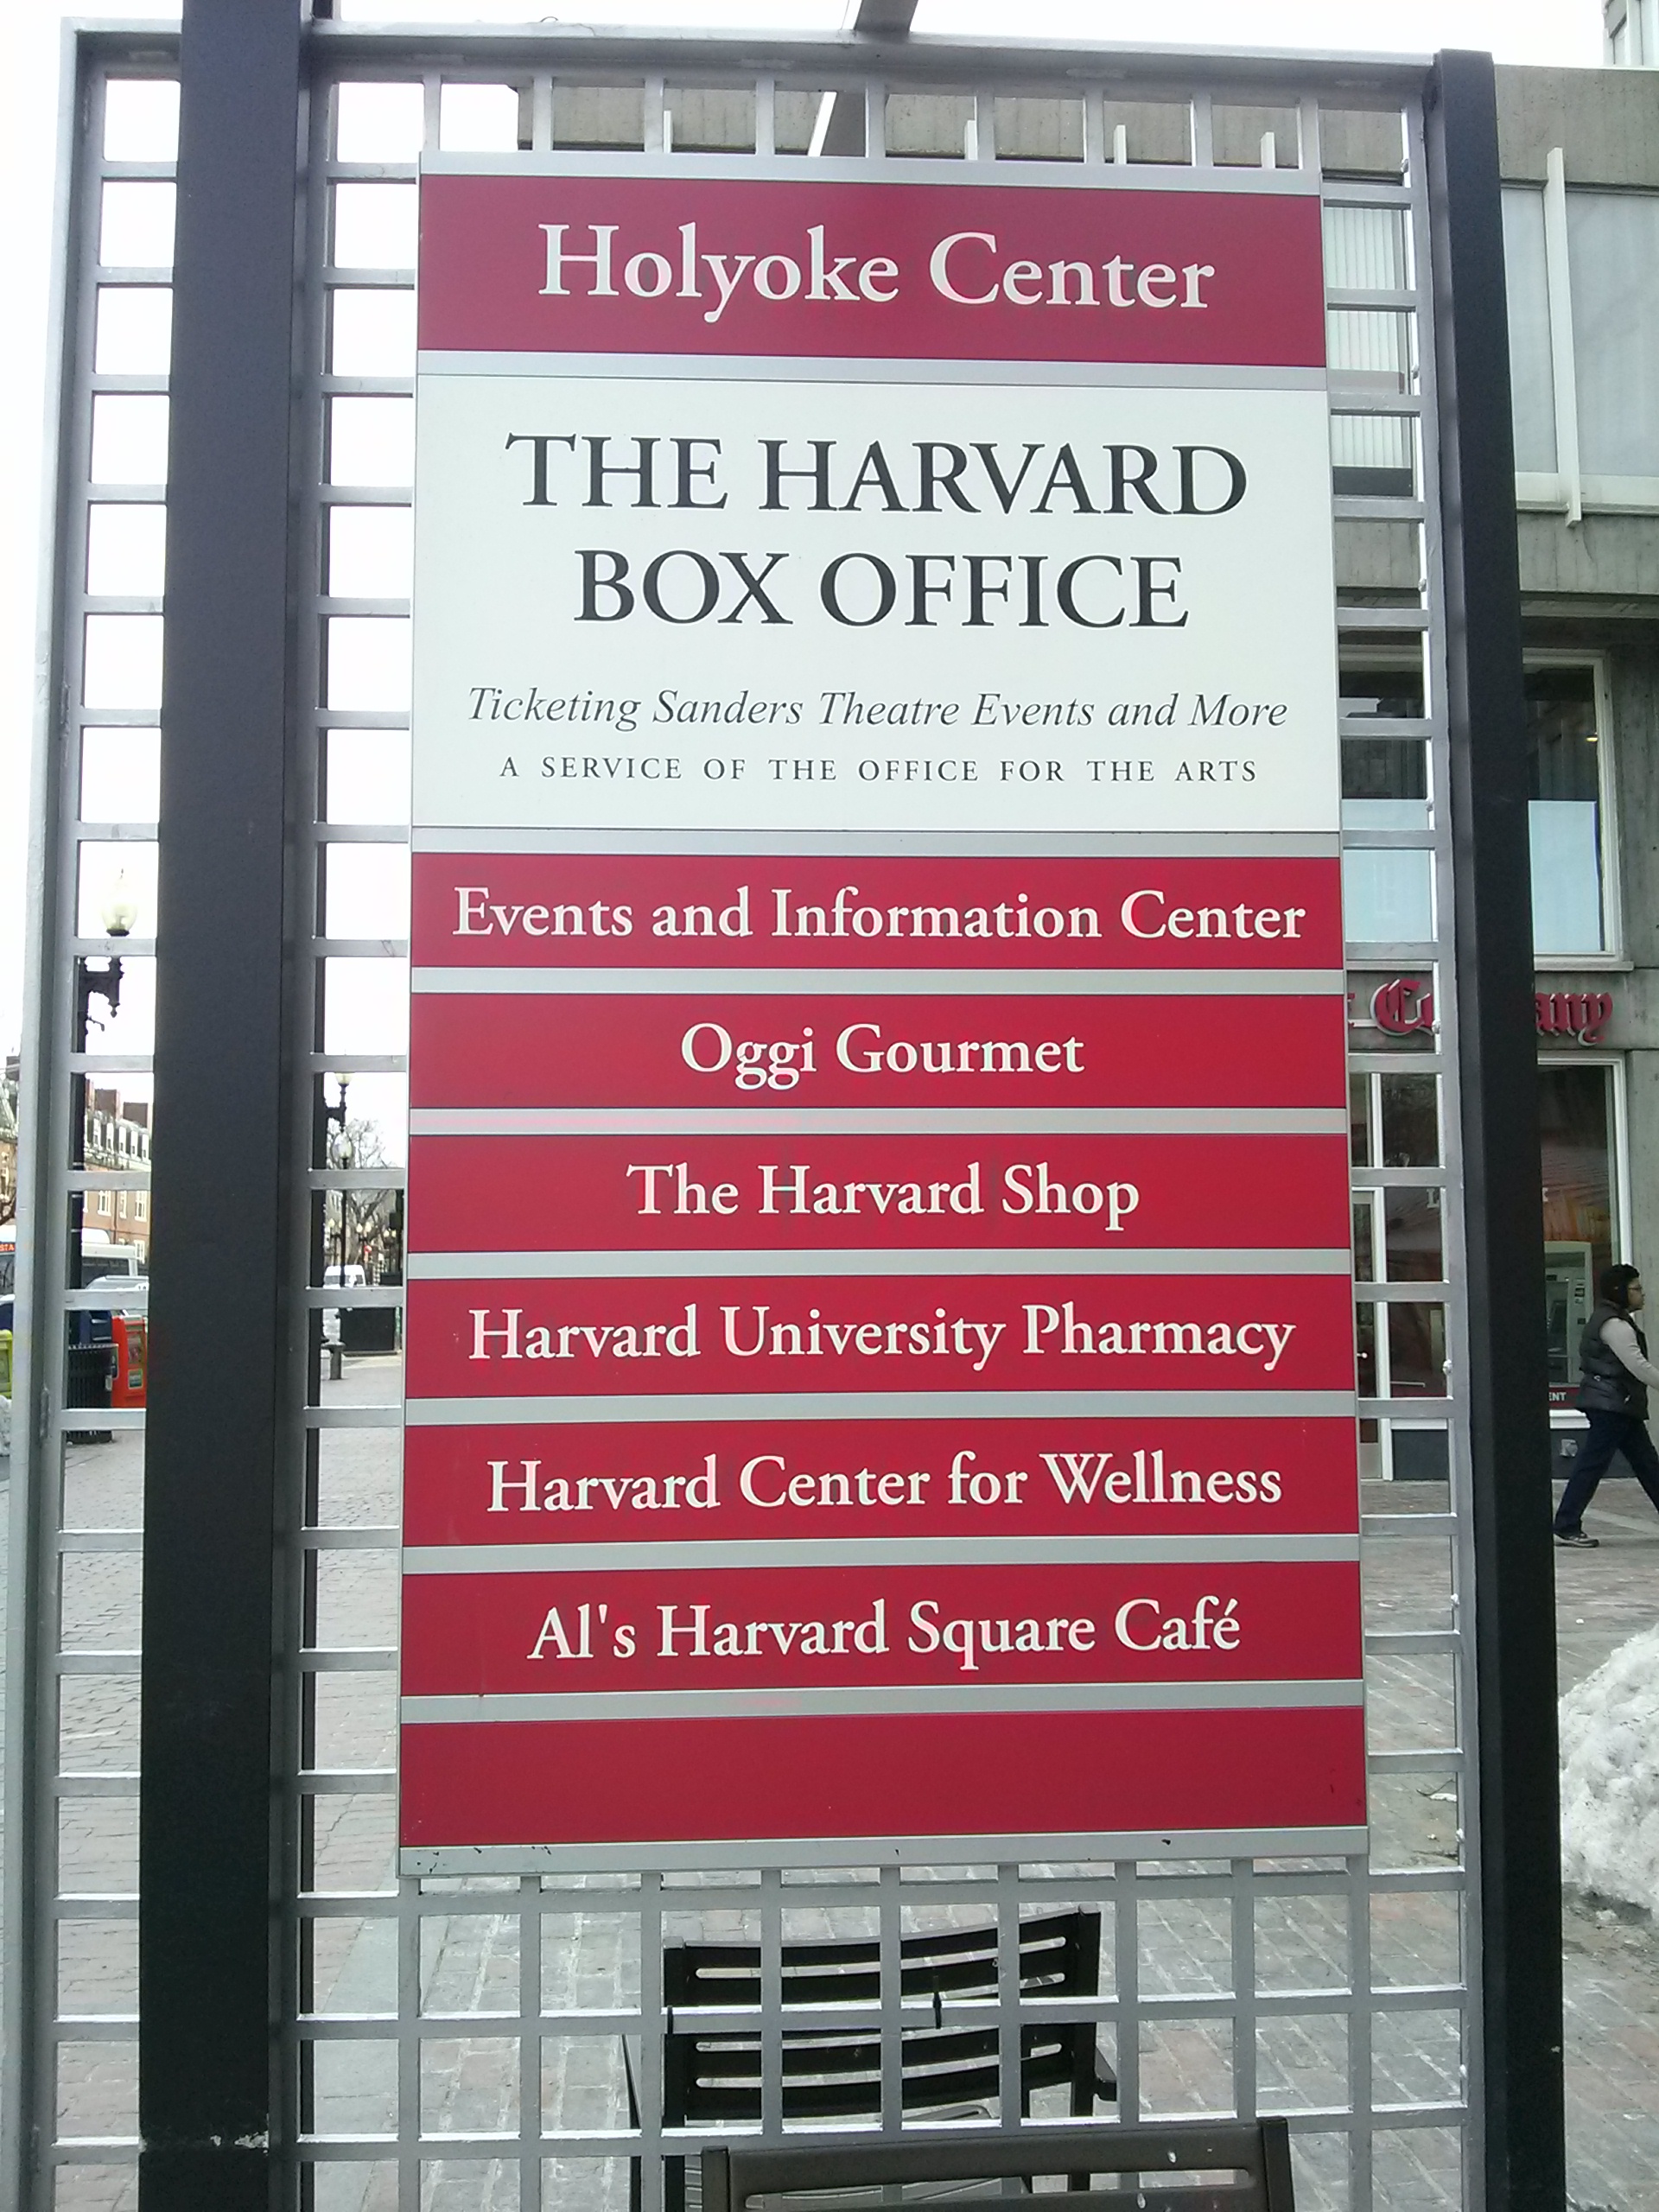 Holyoke Center
THE HARVARD
BOX OFFICE
Ticketing Sanders Theatre Events and More
A SERVICE OF THE OFFICE FOR THE ARTS
Events and Information Center
Oggi Gourmet
The Harvard Shop
Harvard University Pharmacy
Harvard Center for Wellness
Al's Harvard Square Café